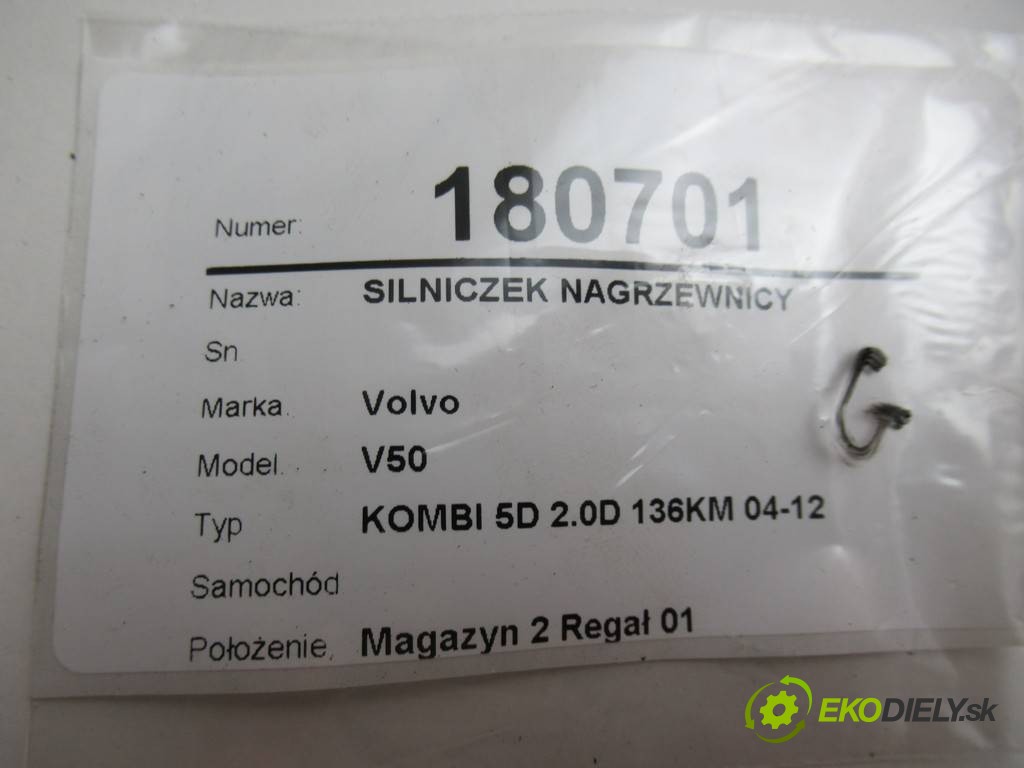 Numer: 180701
Nazwa: SILNICZEK NAGRZEWNICY
Sn
Marka. Volvo
Model. V50
Typ KOMBI 5D 2.0D 136KM 04-12
Samochód
Położenie, Magazyn 2 Regał 01
EKODIELY.sk